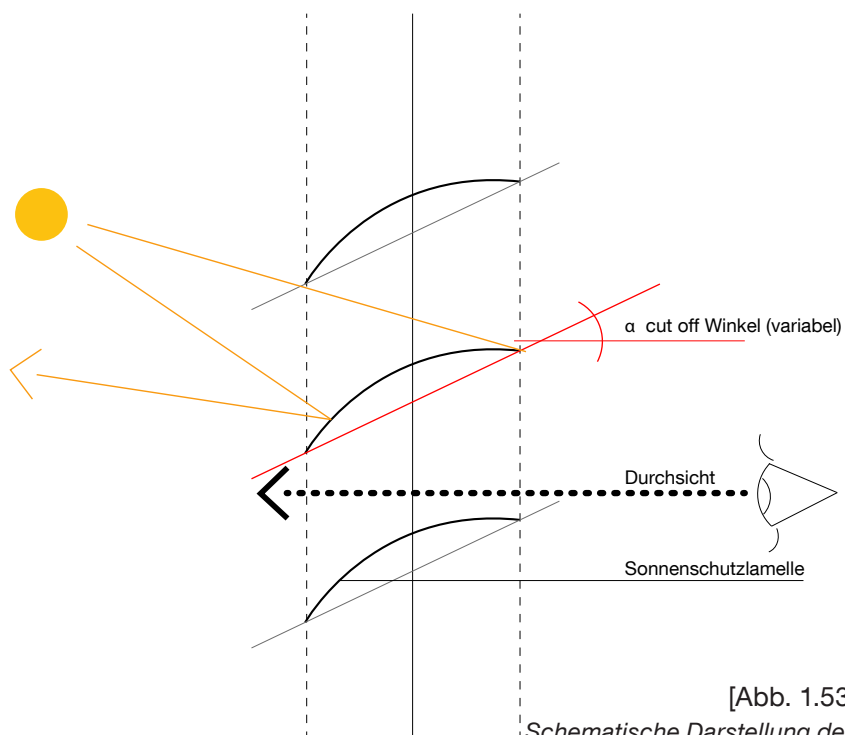 α cut off Winkel (variabel)
Durchsicht
Sonnenschutzlamelle
[Abb. 1.53
Schematische Darstellung de